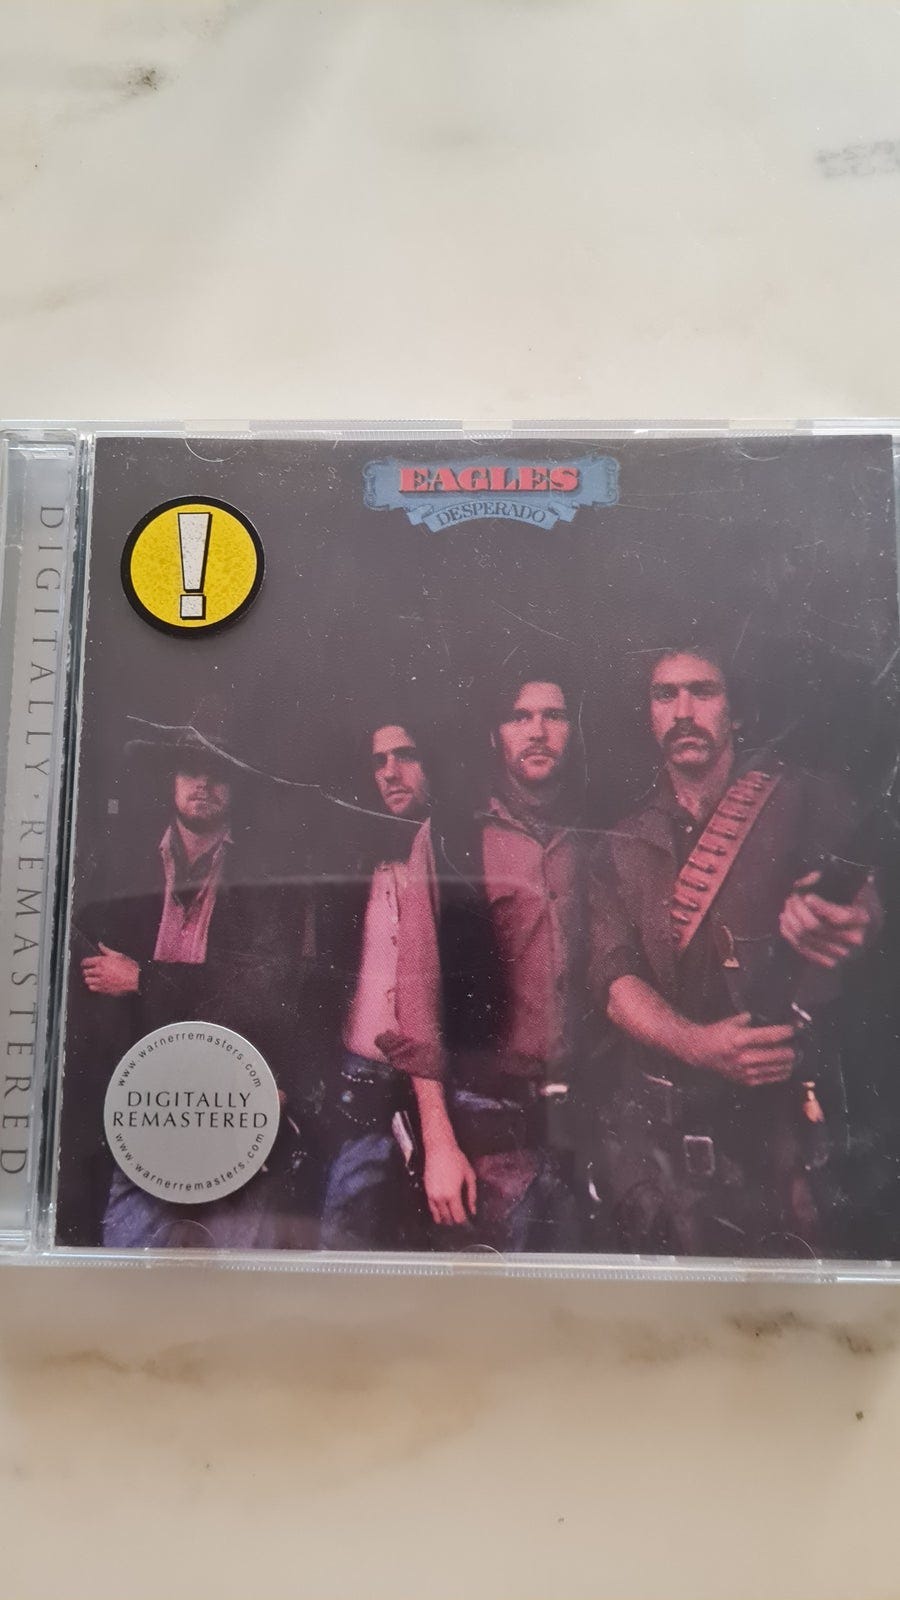 EAGLES
DESPERADO
!
DIGITALLY · REMASTERED
www.warnerremasters.com
DIGITALLY
REMASTERED
www.warnerremasters.com